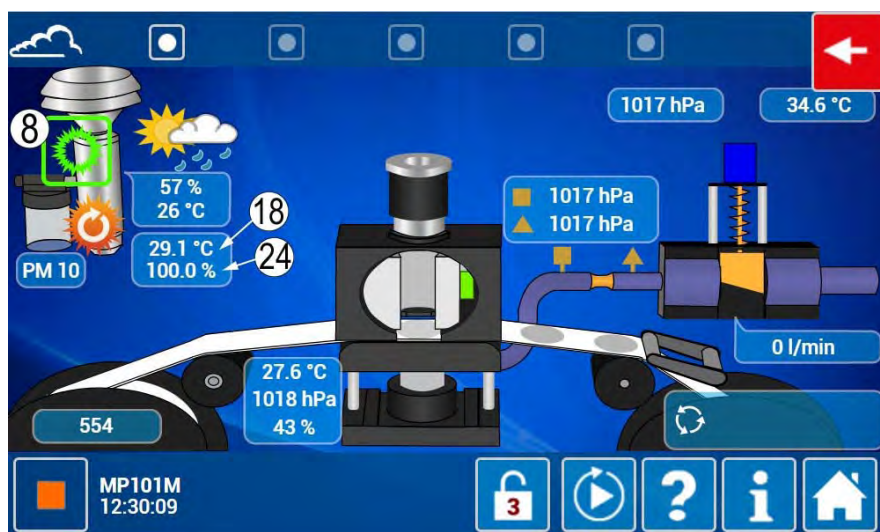 1017 hPa
34.6 °C
8
57 %
26 °C
18
29.1 °C
100.0 %
24
PM 10
1017 hPa
1017 hPa
0 l/min
27.6 °C
1018 hPa
43 %
554
MP101M
12:30:09
3
?
i